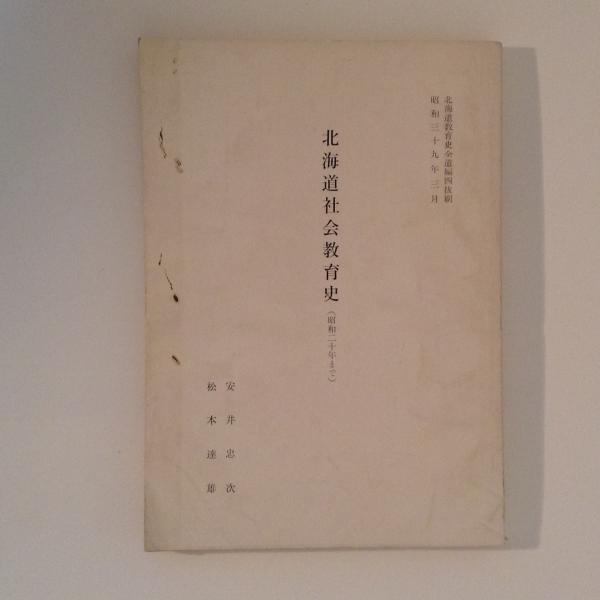 北海道教育史全道編四抜刷
昭和三十九年三月
北海道社会教育史(昭和二十年まで)
安井忠次
松本達雄